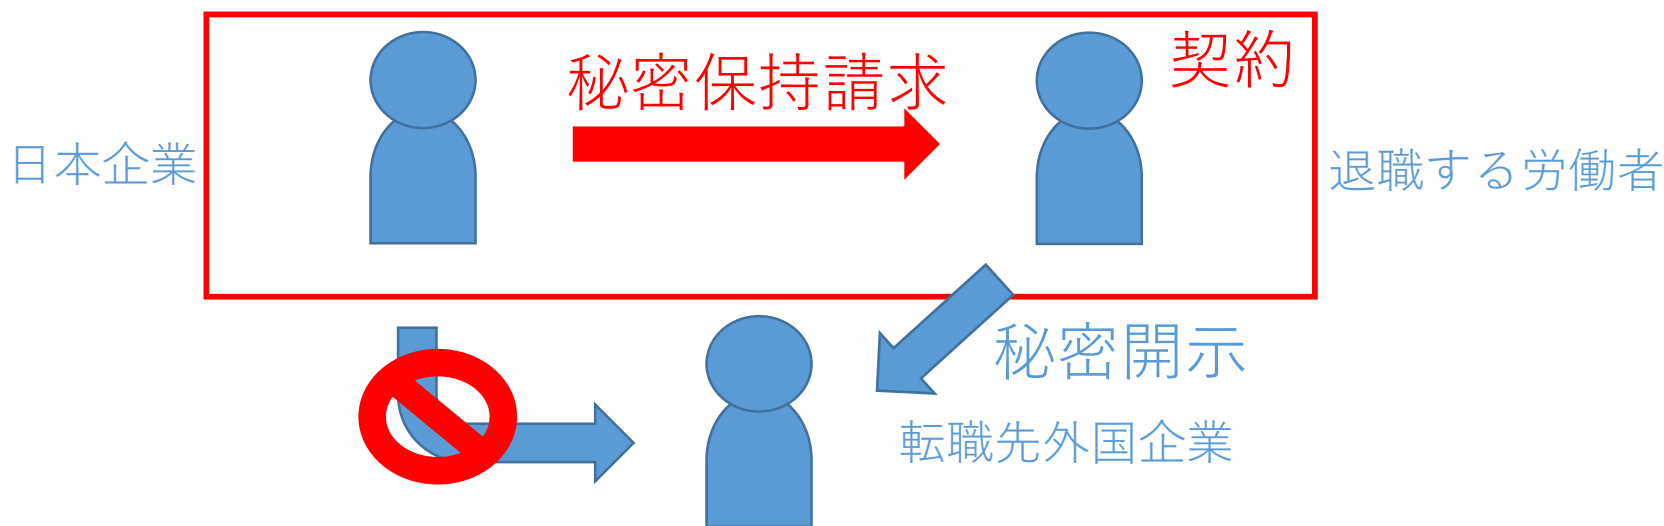 契約
秘密保持請求
日本企業
退職する労働者
秘密開示
転職先外国企業